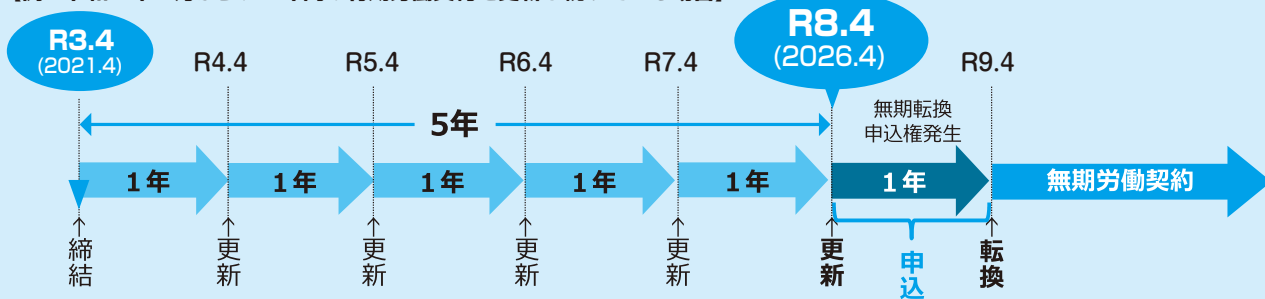 R3.4
(2021.4)
R4.4
R5.4
R6.4
R7.4
R8.4
(2026.4)
R9.4
5年
無期転換
申込権発生
1年
1年
1年
1年
1年
1年
無期労働契約
締結
更新
更新
更新
更新
更新
申込
転換